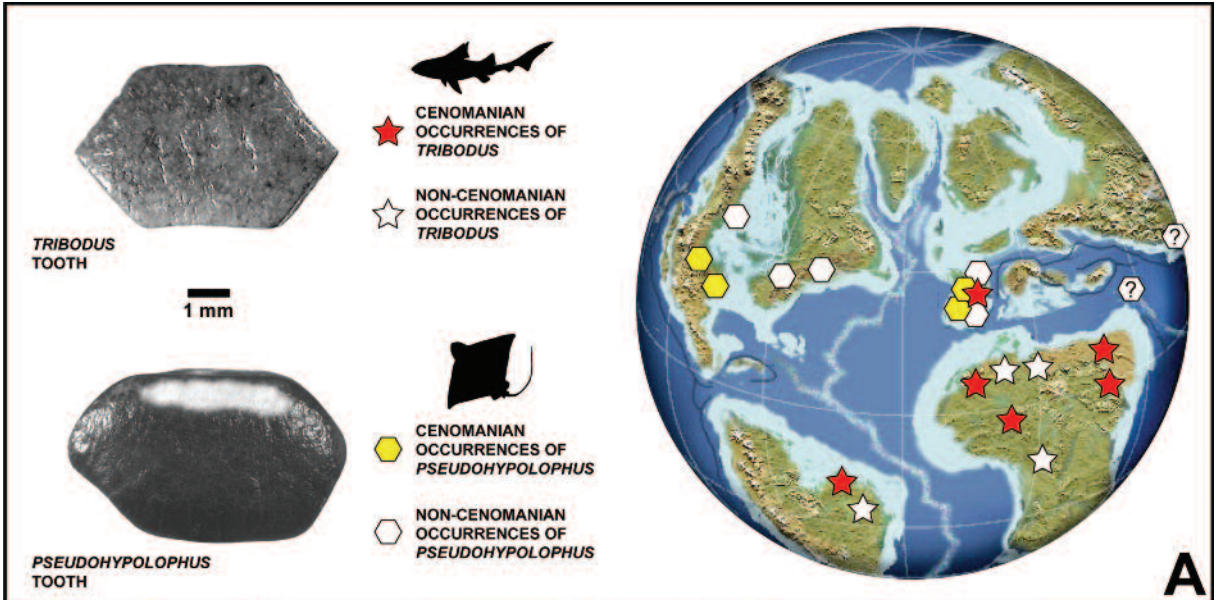 TRIBODUS
TOOTH
1 mm
PSEUDOHYPOLOPHUS
TOOTH
CENOMANIAN
OCCURRENCES OF
TRIBODUS
NON-CENOMANIAN
OCCURRENCES OF
TRIBODUS
CENOMANIAN
OCCURRENCES OF
PSEUDOHYPOLOPHUS
NON-CENOMANIAN
OCCURRENCES OF
PSEUDOHYPOLOPHUS
?
?
A